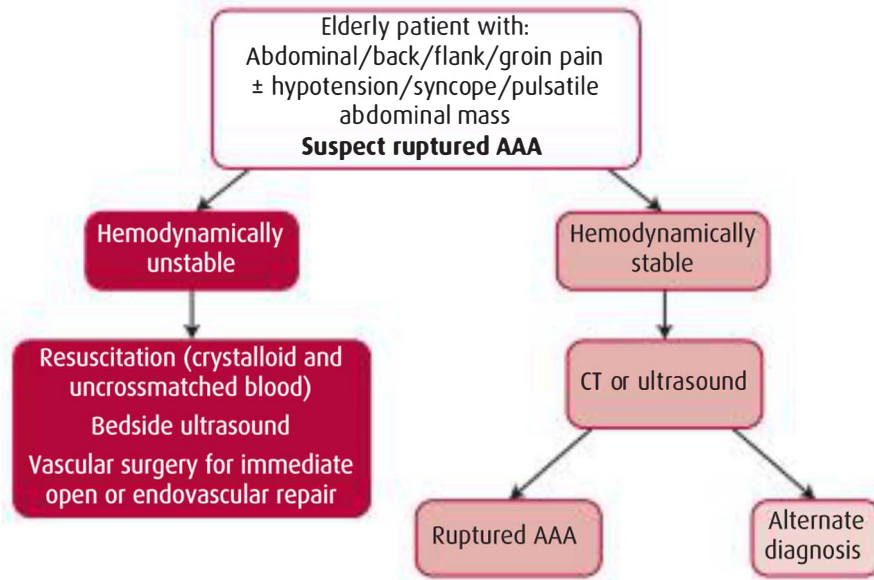 Elderly patient with:
Abdominal/back/flank/groin pain
± hypotension/syncope/pulsatile
abdominal mass
Suspect ruptured AAA
Hemodynamically
unstable
Hemodynamically
stable
Resuscitation (crystalloid and
uncrossmatched blood)
Bedside ultrasound
Vascular surgery for immediate
open or endovascular repair
CT or ultrasound
Ruptured AAA
Alternate
diagnosis